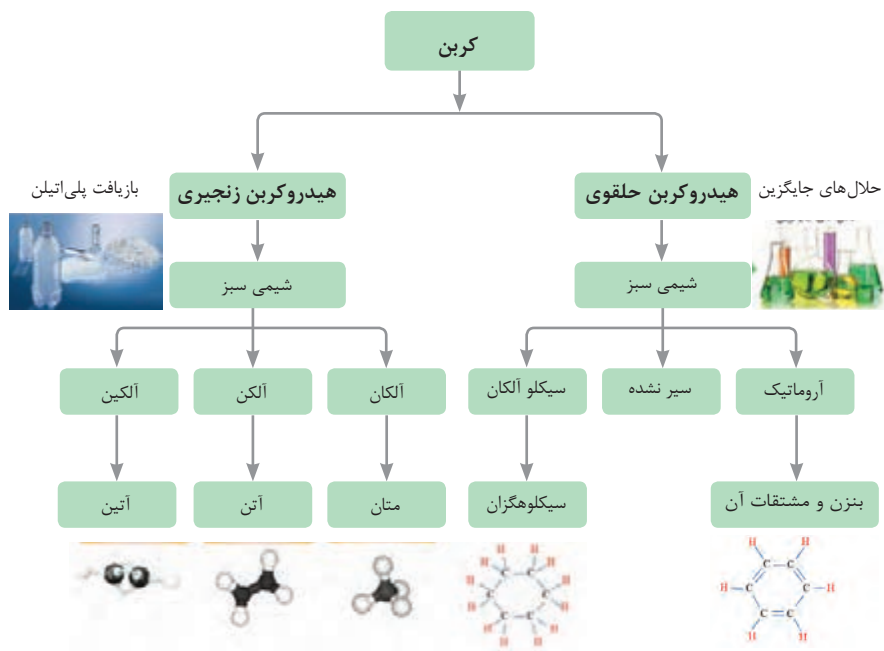 کربن
هیدروکربن حلقوی
هیدروکربن زنجیری
حلال‌های جایگزین
بازیافت پلی‌اتیلن
شیمی سبز
شیمی سبز
آروماتیک
سیر نشده
سیکلو آلکان
آلکان
آلکن
آلکین
بنزن و مشتقات آن
سیکلوهگزان
متان
آتن
آتین
H H
H C C H
C C
C C
H H
H H H H
H H
H H
H H H H